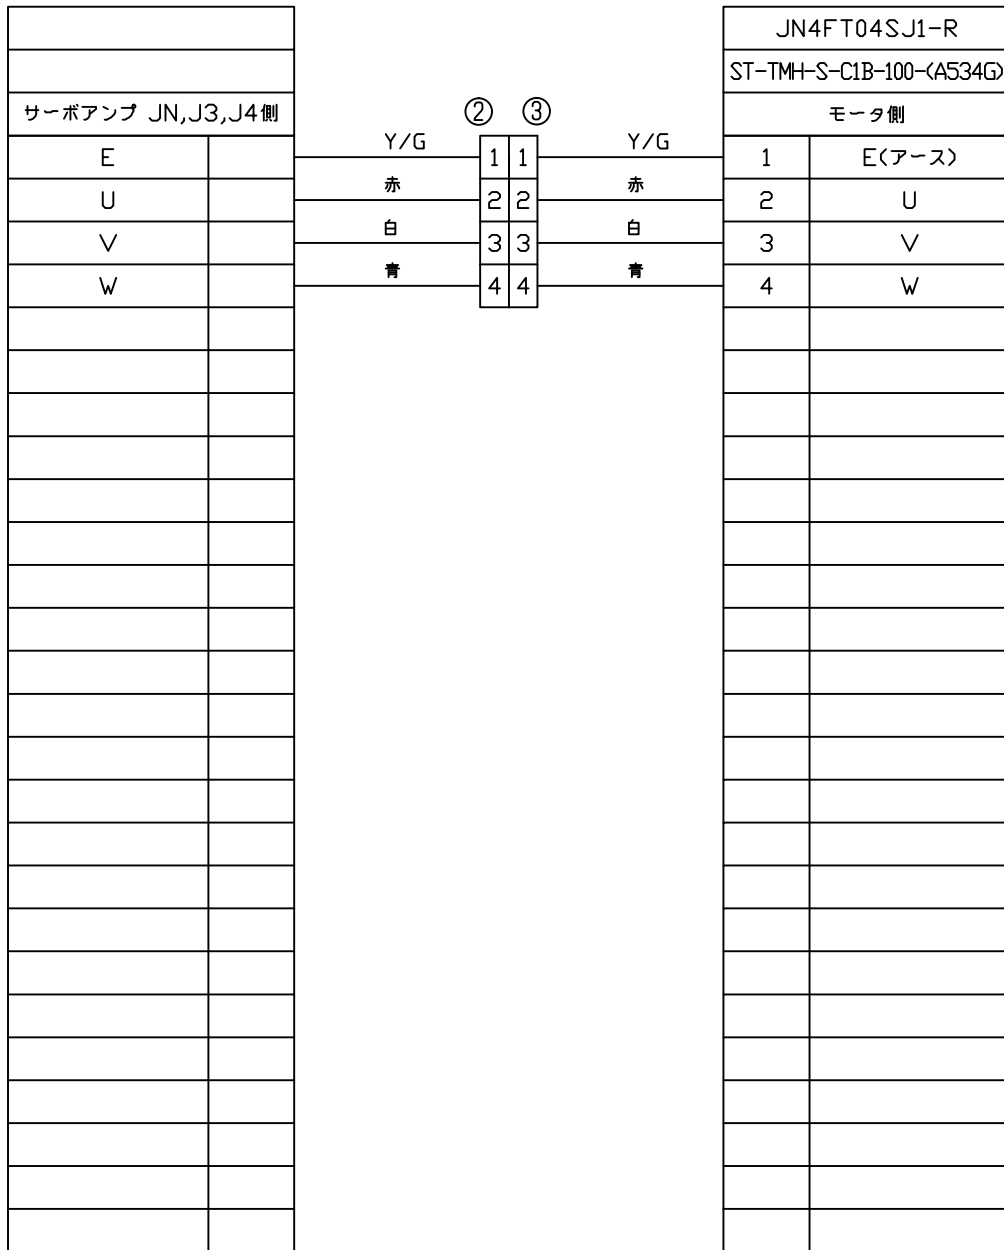 JN4FT04SJ1-R
ST-TMH-S-C1B-100-(A534G)
サーボアンプ JN,J3,J4側 ② ③ モータ側
E Y/G 1 1 Y/G 1 E(アース)
U 赤 2 2 赤 2 U
V 白 3 3 白 3 V
W 青 4 4 青 4 W